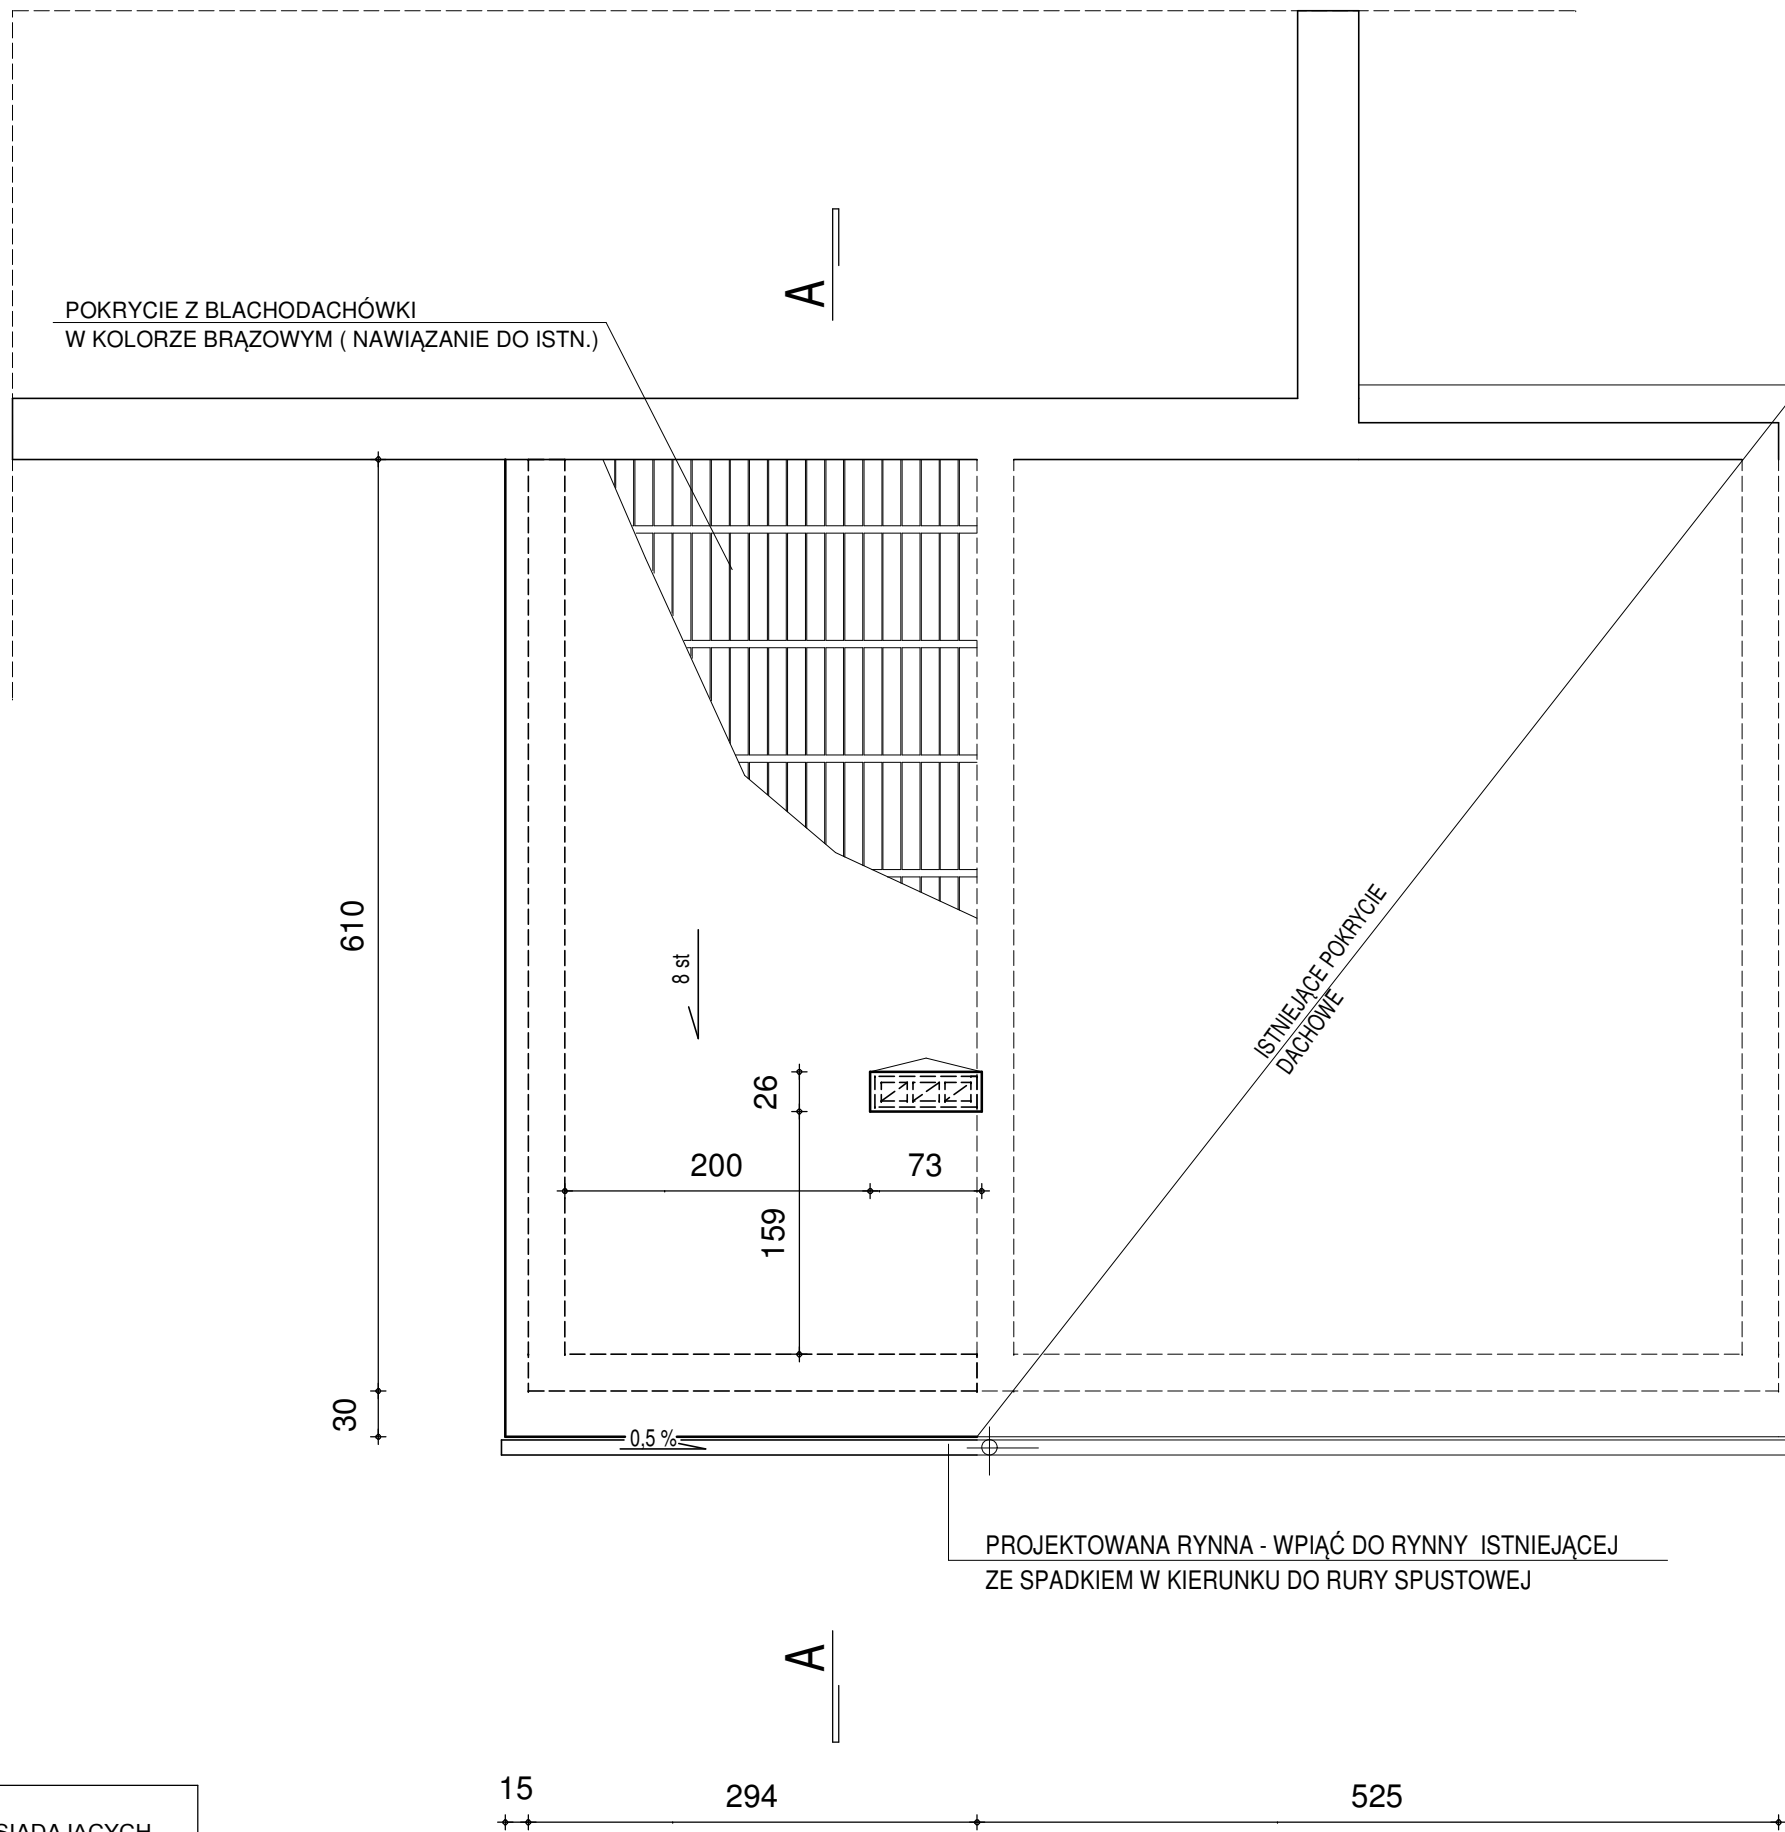 A
POKRYCIE Z BLACHODACHÓWKI
W KOLORZE BRĄZOWYM ( NAWIĄZANIE DO ISTN.)
610
8 st
ISTNIEJĄCE POKRYCIE
DACHOWE
26
200
73
159
30
0,5 %
PROJEKTOWANA RYNNA - WPIĄĆ DO RYNNY ISTNIEJĄCEJ
ZE SPADKIEM W KIERUNKU DO RURY SPUSTOWEJ
A
15
294
525